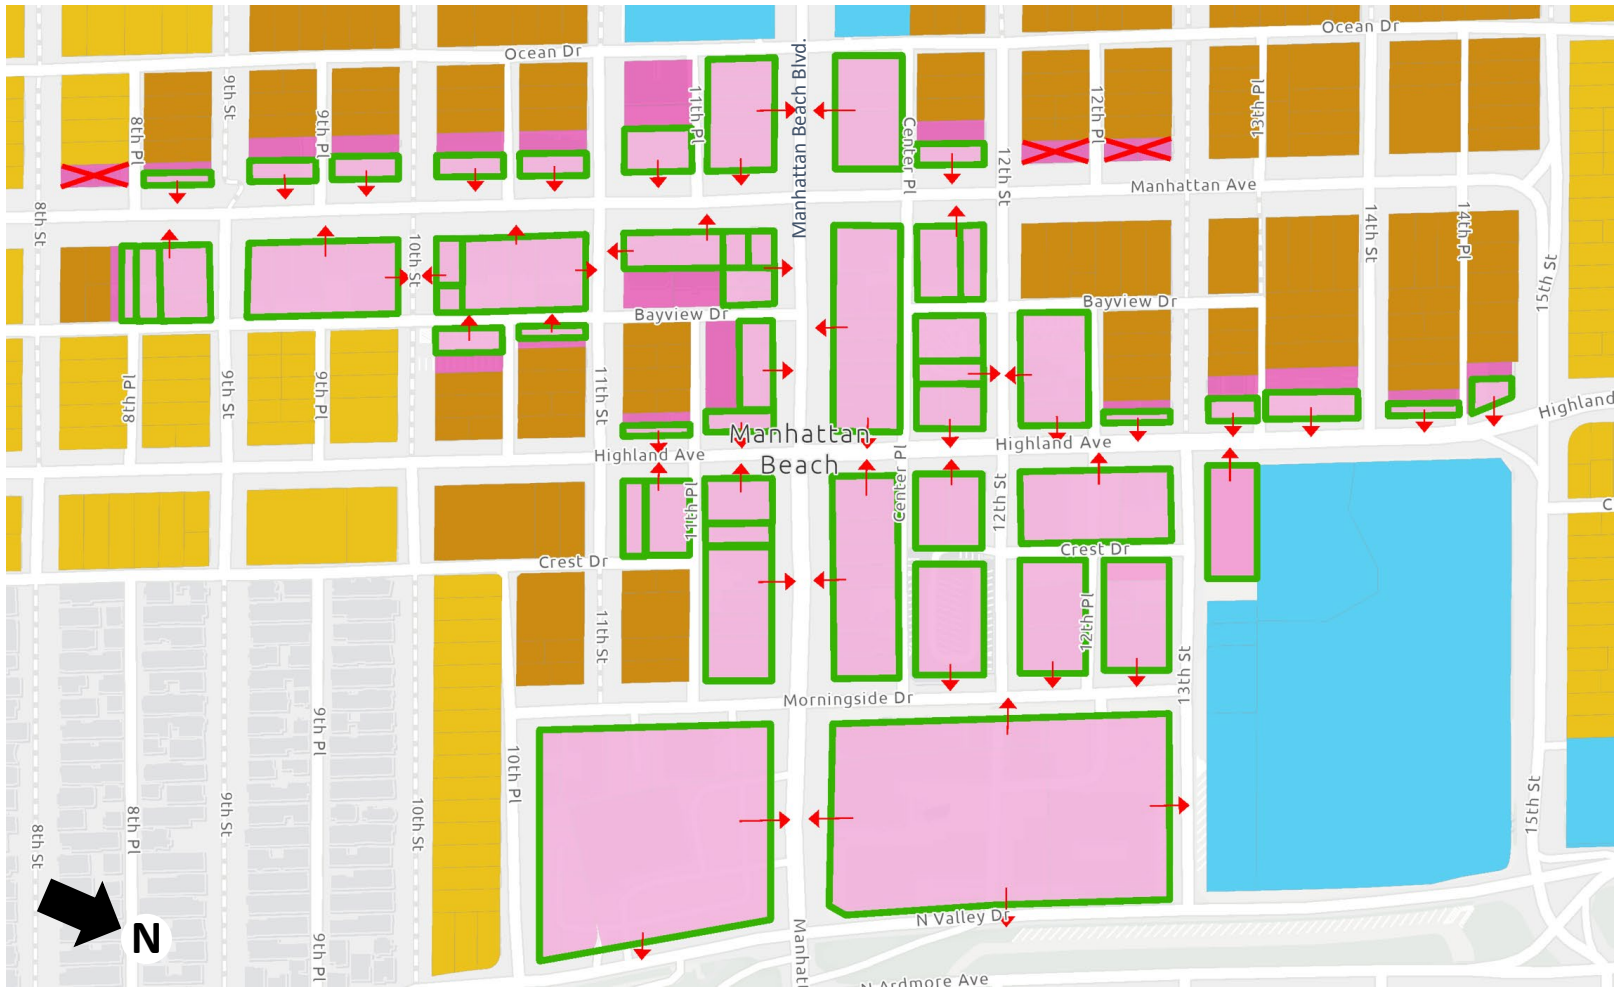 Ocean Dr
Ocean Dr
Manhattan Beach Blvd.
9th St
8th Pl
9th Pl
11th Pl
Center Pl
12th St
12th Pl
13th Pl
Manhattan Ave
8th St
10th St
14th St
14th Pl
15th St
Bayview Dr
Bayview Dr
8th Pl
9th St
9th Pl
11th St
Highland
Manhattan
Beach
Highland Ave
Highland Ave
11th Pl
Center Pl
12th St
C
Crest Dr
Crest Dr
11th St
12th Pl
13th St
Morningside Dr
9th Pl
10th Pl
8th St
8th Pl
9th St
10th St
15th St
N Valley Dr
N
9th Pl
Manhatt
N Ardmore Ave